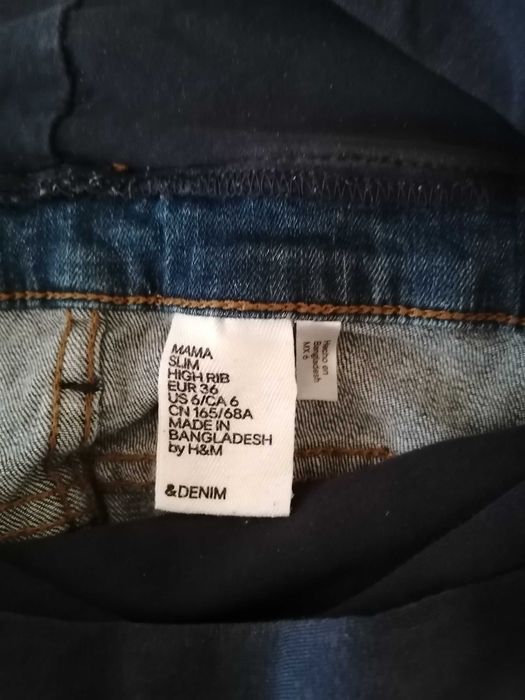 MAMA
SLIM
HIGH RIB
EUR 36
US 6/CA 6
CN 165/68A
MADE IN
BANGLADESH
by H&M
&DENIM
Hecho en
Bangladesh
MX 6